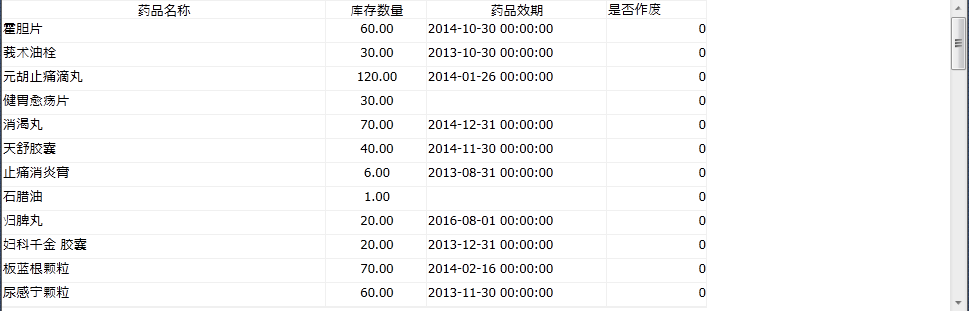 药品名称 库存数量 药品效期 是否作废
霍胆片 60.00 2014-10-30 00:00:00 0
莪术油栓 30.00 2013-10-30 00:00:00 0
元胡止痛滴丸 120.00 2014-01-26 00:00:00 0
健胃愈疡片 30.00 0
消渴丸 70.00 2014-12-31 00:00:00 0
天舒胶囊 40.00 2014-11-30 00:00:00 0
止痛消炎膏 6.00 2013-08-31 00:00:00 0
石腊油 1.00 0
归脾丸 20.00 2016-08-01 00:00:00 0
妇科千金 胶囊 20.00 2013-12-31 00:00:00 0
板蓝根颗粒 70.00 2014-02-16 00:00:00 0
尿感宁颗粒 60.00 2013-11-30 00:00:00 0